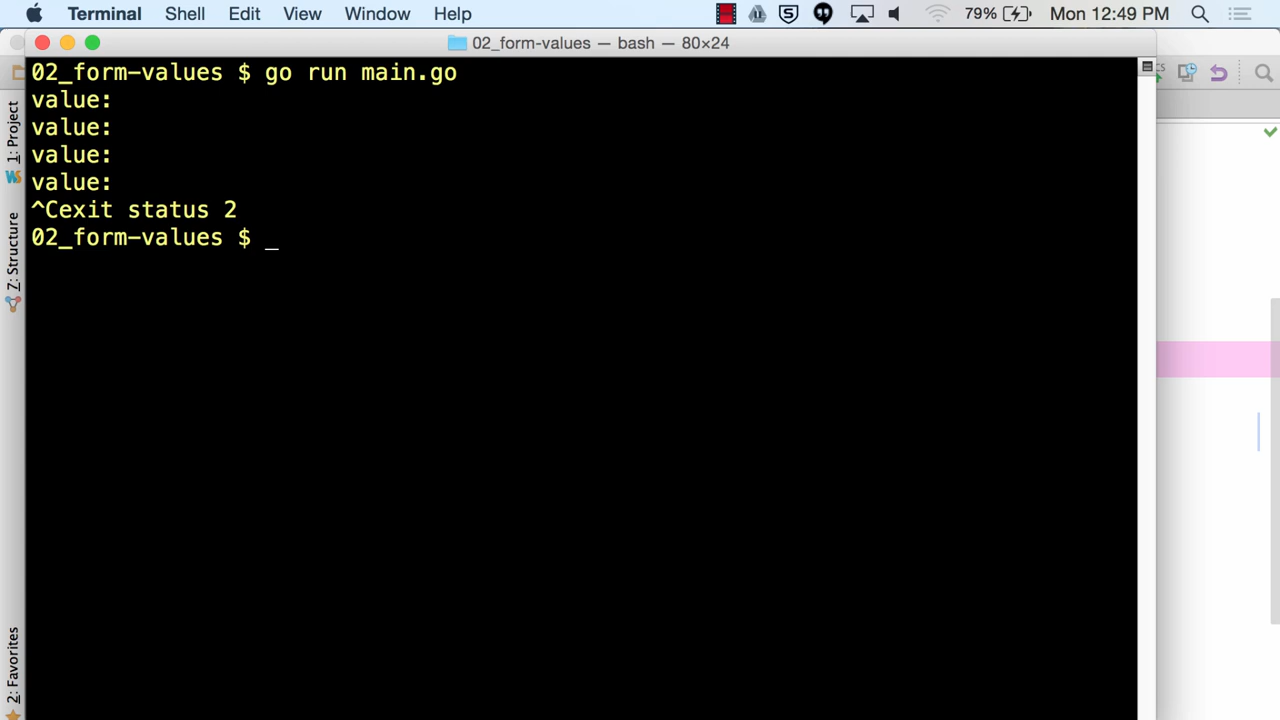 Terminal Shell Edit View Window Help 79% Mon 12:49 PM
02_form-values — bash — 80×24
02_form-values $ go run main.go
value:
value:
value:
value:
^Cexit status 2
02_form-values $ _
1: Project
7: Structure
2: Favorites